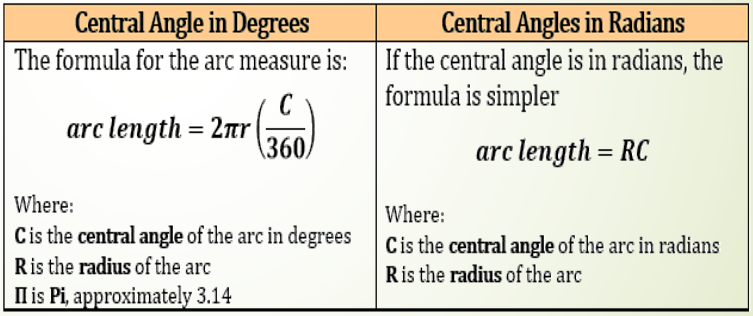 Central Angle in Degrees
The formula for the arc measure is:
arc length = 2πr(C/360)
Where:
C is the central angle of the arc in degrees
R is the radius of the arc
Π is Pi, approximately 3.14
Central Angles in Radians
If the central angle is in radians, the
formula is simpler
arc length = RC
Where:
C is the central angle of the arc in radians
R is the radius of the arc